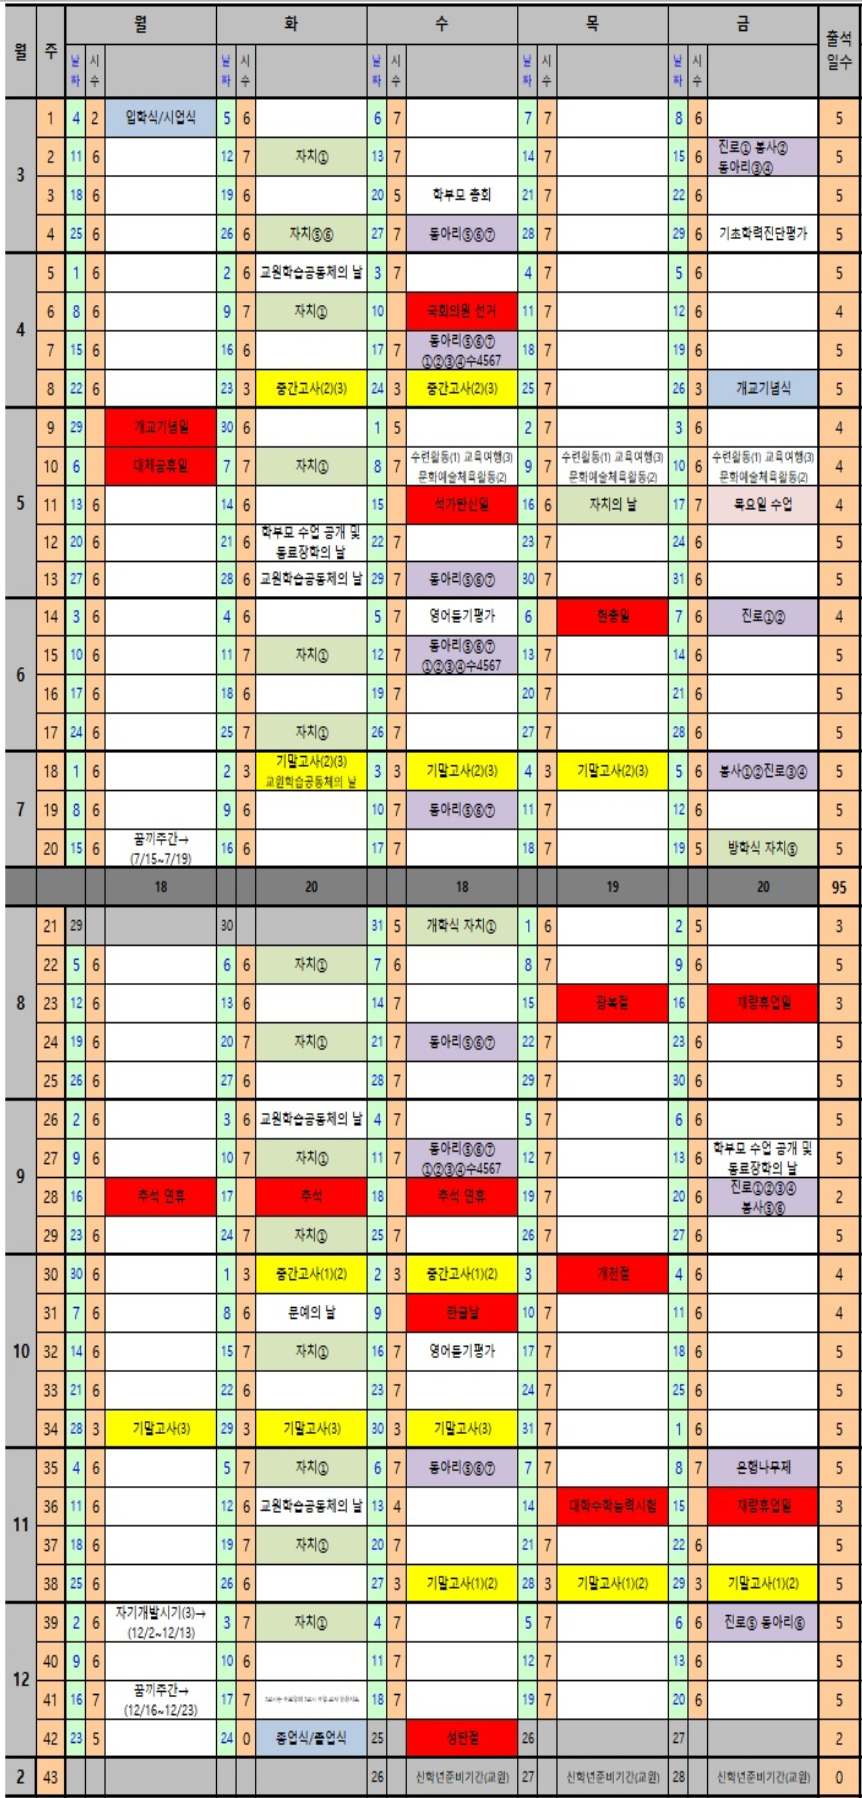 월 주 월 화 수 목 금 출석일수
날짜 시수 날짜 시수 날짜 시수 날짜 시수 날짜 시수
3
1 4 2 입학식/시업식 5 6 6 7 7 7 8 6 5
2 11 6 12 7 자치① 13 7 14 7 15 6 진로① 봉사② 동아리③④ 5
3 18 6 19 6 20 5 학부모 총회 21 7 22 6 5
4 25 6 26 6 자치⑤⑥ 27 7 동아리⑤⑥⑦ 28 7 29 6 기초학력진단평가 5
4
5 1 6 2 6 교원학습공동체의 날 3 7 4 7 5 6 5
6 8 6 9 7 자치① 10 국회의원 선거 11 7 12 6 4
7 15 6 16 6 17 7 동아리⑤⑥⑦ ①②③④수4567 18 7 19 6 5
8 22 6 23 3 중간고사(2)(3) 24 3 중간고사(2)(3) 25 7 26 3 개교기념식 5
5
9 29 개교기념일 30 6 1 5 2 7 3 6 4
10 6 대체공휴일 7 7 자치① 8 7 수련활동(1) 교육여행(3) 문화예술체육활동(2) 9 7 수련활동(1) 교육여행(3) 문화예술체육활동(2) 10 6 수련활동(1) 교육여행(3) 문화예술체육활동(2) 4
11 13 6 14 6 15 석가탄신일 16 6 자치의 날 17 7 목요일 수업 4
12 20 6 21 6 학부모 수업 공개 및 동료장학의 날 22 7 23 7 24 6 5
13 27 6 28 6 교원학습공동체의 날 29 7 동아리⑤⑥⑦ 30 7 31 6 5
6
14 3 6 4 6 5 7 영어듣기평가 6 현충일 7 6 진로①② 4
15 10 6 11 7 자치① 12 7 동아리⑤⑥⑦ ①②③④수4567 13 7 14 6 5
16 17 6 18 6 19 7 20 7 21 6 5
17 24 6 25 7 자치① 26 7 27 7 28 6 5
7
18 1 6 2 3 기말고사(2)(3) 교원학습공동체의 날 3 3 기말고사(2)(3) 4 3 기말고사(2)(3) 5 6 봉사①②진로③④ 5
19 8 6 9 6 10 7 동아리⑤⑥⑦ 11 7 12 6 5
20 15 6 꿈끼주간→ (7/15~7/19) 16 6 17 7 18 7 19 5 방학식 자치⑤ 5
18 20 18 19 20 95
8
21 29 30 31 5 개학식 자치① 1 6 2 5 3
22 5 6 6 6 자치① 7 6 8 7 9 6 5
23 12 6 13 6 14 7 15 광복절 16 재량휴업일 3
24 19 6 20 7 자치① 21 7 동아리⑤⑥⑦ 22 7 23 6 5
25 26 6 27 6 28 7 29 7 30 6 5
9
26 2 6 3 6 교원학습공동체의 날 4 7 5 7 6 6 5
27 9 6 10 7 자치① 11 7 동아리⑤⑥⑦ ①②③④수4567 12 7 13 6 학부모 수업 공개 및 동료장학의 날 5
28 16 추석 연휴 17 추석 18 추석 연휴 19 7 20 6 진로①②③④ 봉사⑤⑥ 2
29 23 6 24 7 자치① 25 7 26 7 27 6 5
10
30 30 6 1 3 중간고사(1)(2) 2 3 중간고사(1)(2) 3 개천절 4 6 4
31 7 6 8 6 문예의 날 9 한글날 10 7 11 6 4
32 14 6 15 7 자치① 16 7 영어듣기평가 17 7 18 6 5
33 21 6 22 6 23 7 24 7 25 6 5
34 28 3 기말고사(3) 29 3 기말고사(3) 30 3 기말고사(3) 31 7 1 6 5
11
35 4 6 5 7 자치① 6 7 동아리⑤⑥⑦ 7 7 8 7 은행나무제 5
36 11 6 12 6 교원학습공동체의 날 13 4 14 대학수학능력시험 15 재량휴업일 3
37 18 6 19 7 자치① 20 7 21 7 22 6 5
38 25 6 26 6 27 3 기말고사(1)(2) 28 3 기말고사(1)(2) 29 3 기말고사(1)(2) 5
12
39 2 6 자기개발시기(3)→ (12/2~12/13) 3 7 자치① 4 7 5 7 6 6 진로⑤ 동아리⑥ 5
40 9 6 10 6 11 7 12 7 13 6 5
41 16 7 꿈끼주간→ (12/16~12/23) 17 7 18 7 19 7 20 6 5
42 23 5 24 0 종업식/졸업식 25 성탄절 26 27 2
2 43 26 신학년준비기간(교원) 27 신학년준비기간(교원) 28 신학년준비기간(교원) 0